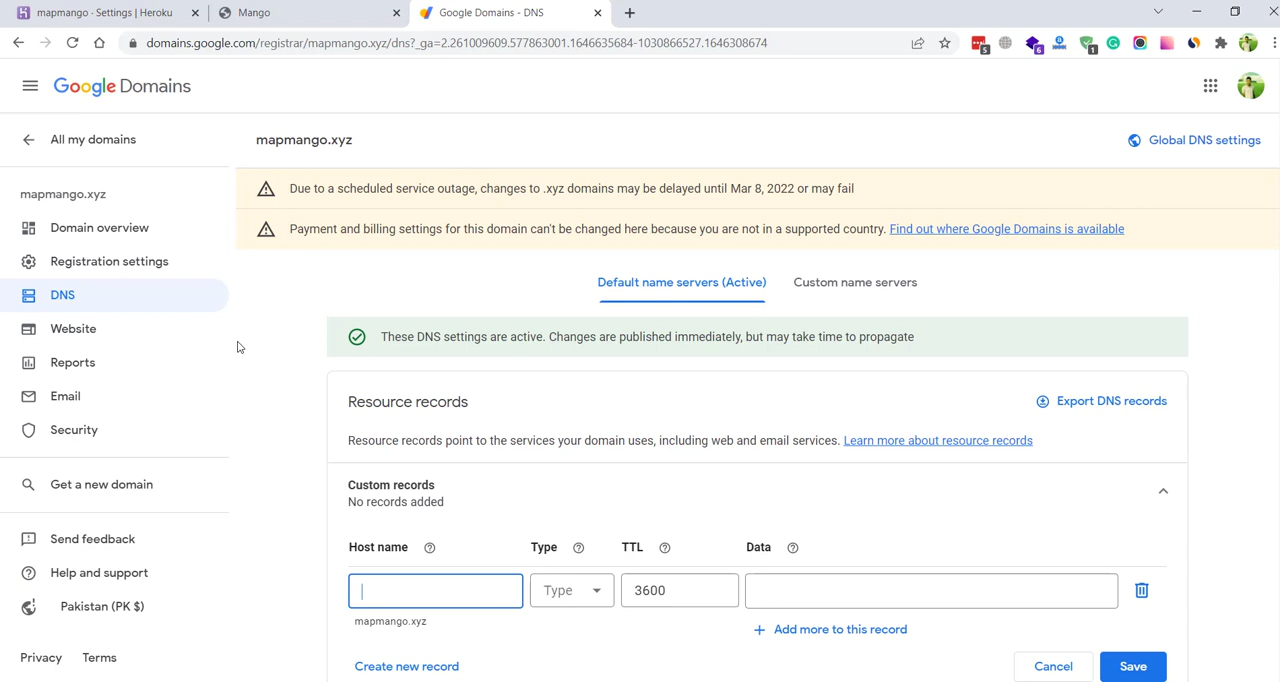 mapmango · Settings | Heroku
Mango
Google Domains - DNS
domains.google.com/registrar/mapmango.xyz/dns?_ga=2.261009609.577863001.1646635684-1030866527.1646308674
5
6
1
Google Domains
All my domains
mapmango.xyz
Global DNS settings
mapmango.xyz
Domain overview
Registration settings
DNS
Website
Reports
Email
Security
Get a new domain
Send feedback
Help and support
Pakistan (PK $)
Privacy Terms
Due to a scheduled service outage, changes to .xyz domains may be delayed until Mar 8, 2022 or may fail
Payment and billing settings for this domain can't be changed here because you are not in a supported country. Find out where Google Domains is available
Default name servers (Active) Custom name servers
These DNS settings are active. Changes are published immediately, but may take time to propagate
Resource records
Export DNS records
Resource records point to the services your domain uses, including web and email services. Learn more about resource records
Custom records
No records added
Host name Type TTL Data
Type 3600
mapmango.xyz
Add more to this record
Create new record
Cancel Save